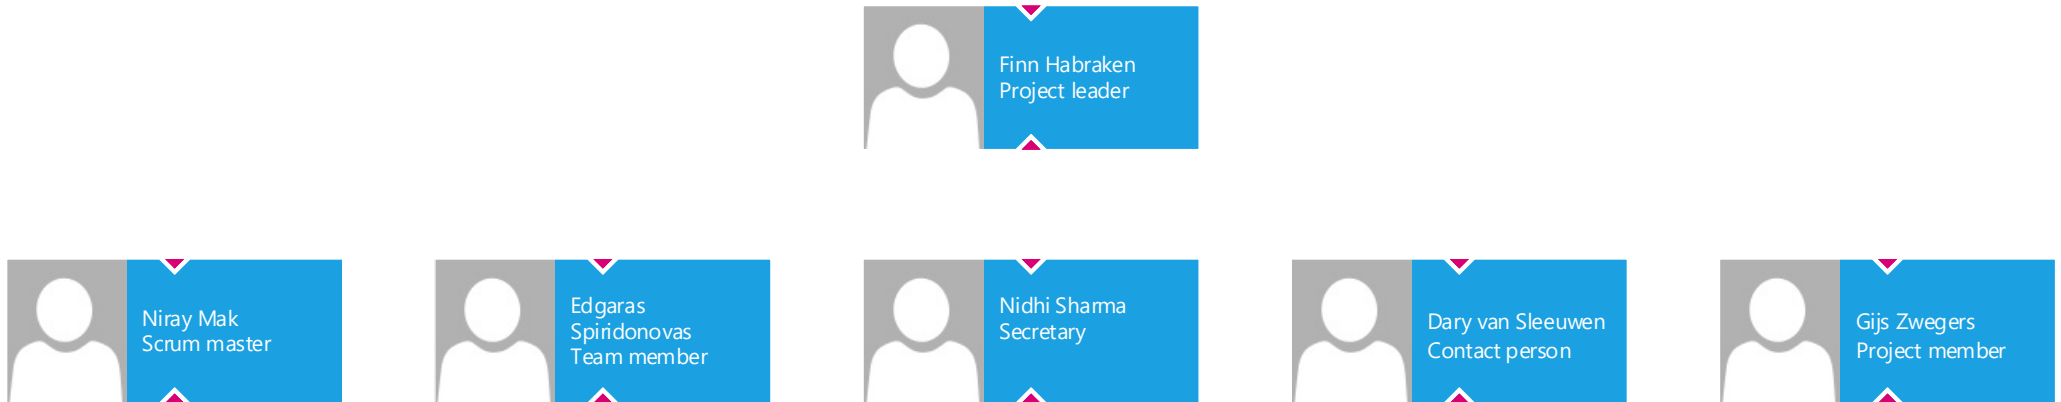 Finn Habraken
Project leader
Niray Mak
Scrum master
Edgaras
Spiridonovas
Team member
Nidhi Sharma
Secretary
Dary van Sleeuwen
Contact person
Gijs Zwegers
Project member